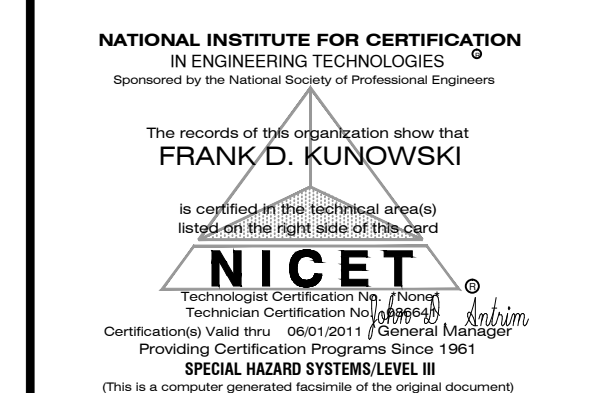 NATIONAL INSTITUTE FOR CERTIFICATION
IN ENGINEERING TECHNOLOGIES ®
Sponsored by the National Society of Professional Engineers
The records of this organization show that
FRANK D. KUNOWSKI
is certified in the technical area(s)
listed on the right side of this card
NICET ®
Technologist Certification No. *None*
Technician Certification No.
John D Antrim
Certification(s) Valid thru 06/01/2011 General Manager
Providing Certification Programs Since 1961
SPECIAL HAZARD SYSTEMS/LEVEL III
(This is a computer generated facsimile of the original document)